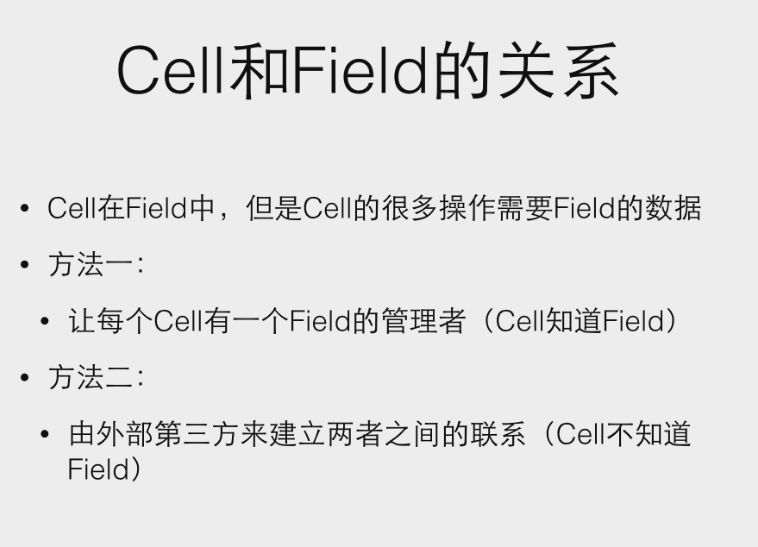 Cell和Field的关系
• Cell在Field中，但是Cell的很多操作需要Field的数据
• 方法一：
• 让每个Cell有一个Field的管理者（Cell知道Field）
• 方法二：
• 由外部第三方来建立两者之间的联系（Cell不知道
Field）